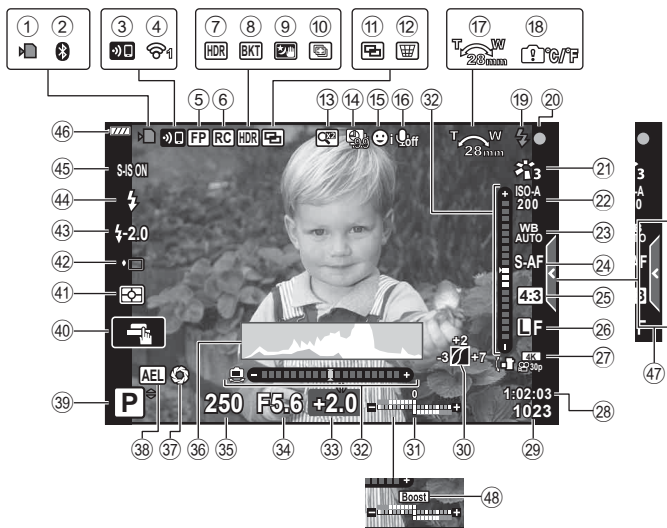 ① ② ③ ④ ⑦ ⑧ ⑨ ⑩ ⑪ ⑫ ⑰ ⑱
1 HDR BKT T W 28mm °C/°F
⑤ ⑥ ⑬ ⑭ ⑮ ⑯ ㉜ ⑲ ⑳
㊻ FP RC HDR X2 i off T W 28mm
㊺ S-IS ON 3 ㉑
ISO-A
200 ㉒
㊹
㊸ -2.0 WB
AUTO ㉓
㊷ S-AF ㉔
㊶ 4:3 ㉕
㊵ L F ㉖
+2
-3 +7
4K
30p ㉗
㊼
AEL - + 1:02:03 ㉘
㊴ P 250 F5.6 +2.0 0 - + 1023
㊳ ㊲ ㊱ ㉟ ㉞ ㉝ ㉜ ㉛ ㉚ ㉙
+
Boost ㊽
- +